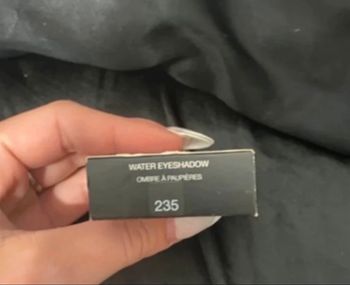 WATER EYESHADOW
OMBRE À PAUPIÈRES
235